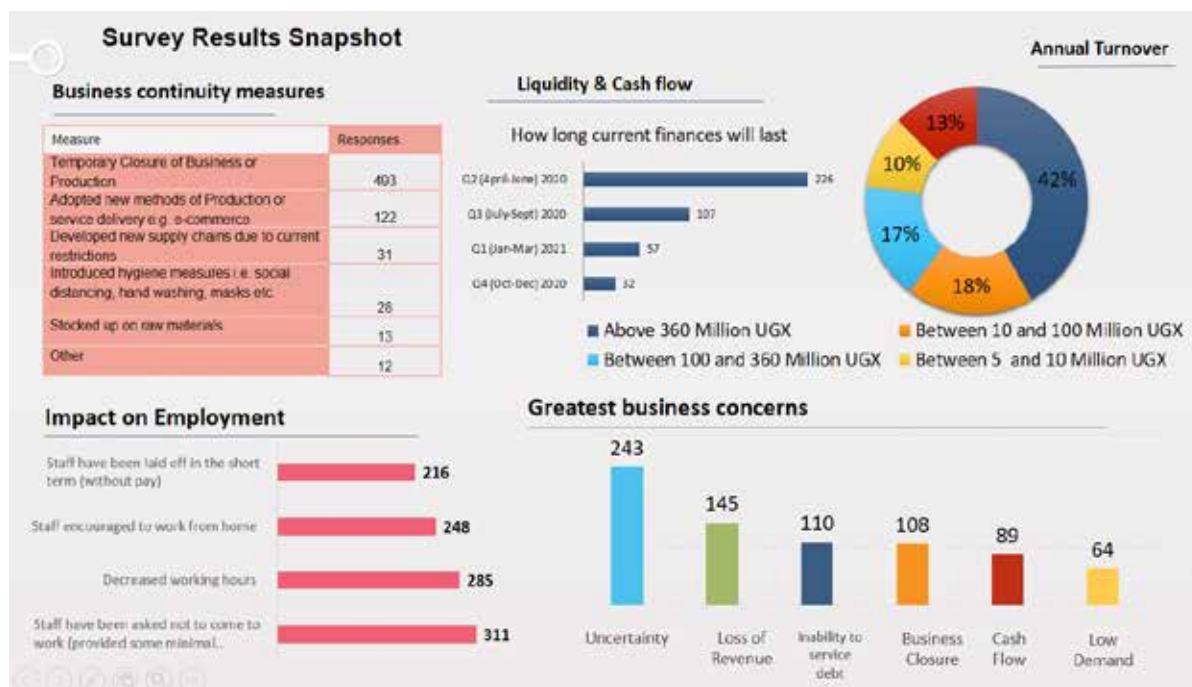 Survey Results Snapshot
Business continuity measures
Measure Responses
Temporary Closure of Business or
Production 493
Adopted new methods of Production or
service delivery e.g. e-commerce 122
Developed new supply chains due to current
restrictions 31
Introduced hygiene measures i.e. social
distancing, hand washing, masks etc.
26
Stocked up on raw materials
13
Other
12
Liquidity & Cash flow
How long current finances will last
Q2 (April-June) 2020 226
Q3 (July-Sept) 2020 107
Q1 (Jan-Mar) 2021 57
Q4 (Oct-Dec) 2020 32
Annual Turnover
13%
10%
42%
17%
18%
Above 360 Million UGX
Between 10 and 100 Million UGX
Between 100 and 360 Million UGX
Between 5 and 10 Million UGX
Impact on Employment
Staff have been laid off in the short
term (without pay)
216
Staff encouraged to work from home 248
Decreased working hours 285
Staff have been asked not to come to
work (provided some minimal...
311
Greatest business concerns
243
145
110
108
89
64
Uncertainty
Loss of
Revenue
Inability to
service
debt
Business
Closure
Cash
Flow
Low
Demand